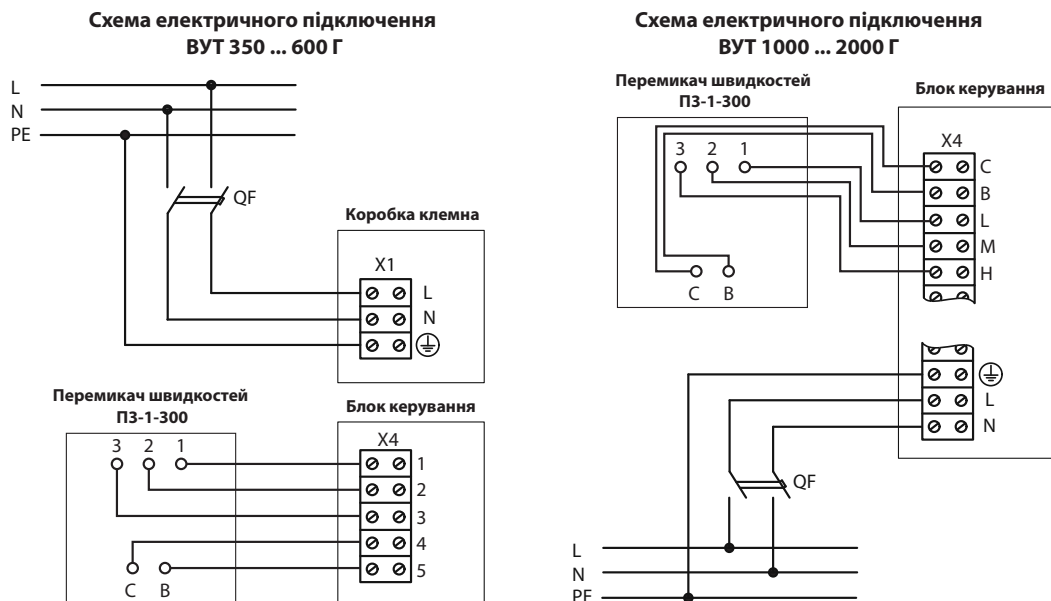 Схема електричного підключення
ВУТ 350 ... 600 Г
L
N
PE
QF
Коробка клемна
X1
L
N
Перемикач швидкостей
П3-1-300
3 2 1
C B
Блок керування
X4
1
2
3
4
5
Схема електричного підключення
ВУТ 1000 ... 2000 Г
Перемикач швидкостей
П3-1-300
3 2 1
C B
Блок керування
X4
C
B
L
M
H
L
N
QF
L
N
PE